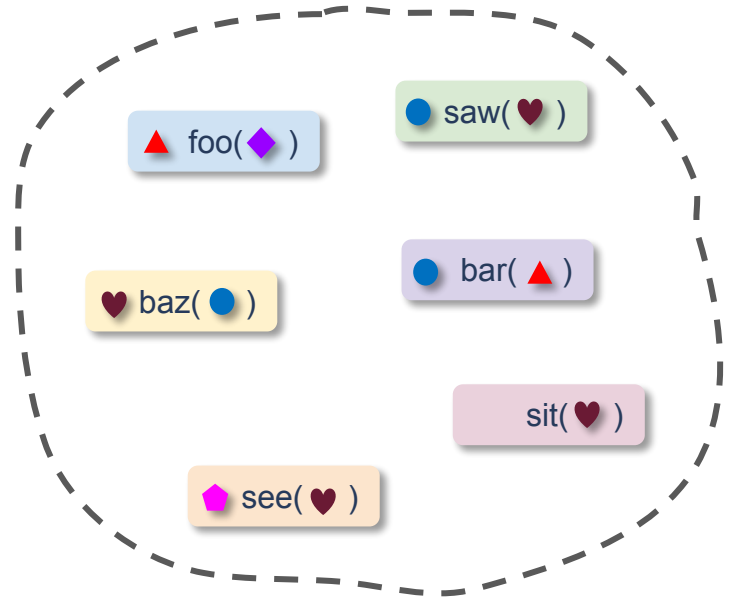 foo( )
saw( )
baz( )
bar( )
sit( )
see( )